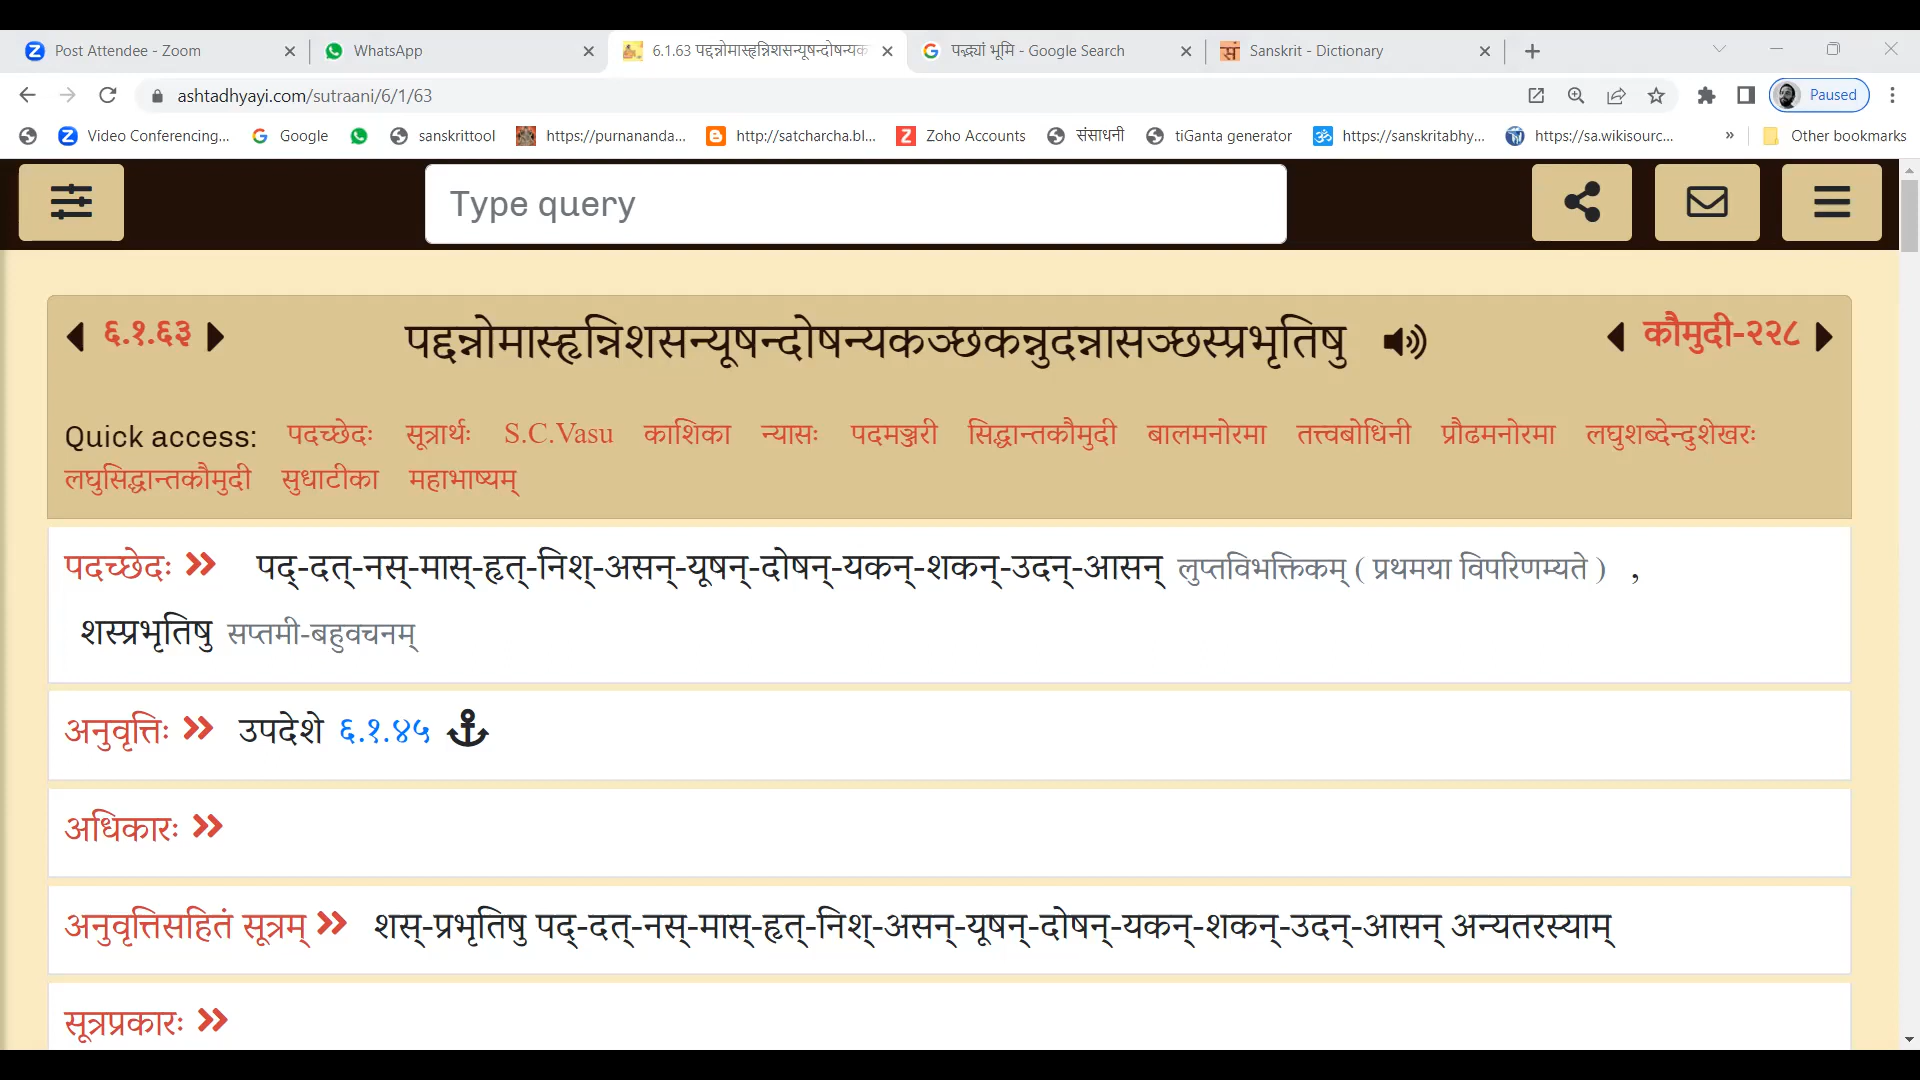 Post Attendee - Zoom
WhatsApp
6.1.63 पद्दन्नोमास्हृन्निशसन्यूषन्दोषन्यक
पद्भ्यां भूमि - Google Search
Sanskrit - Dictionary
ashtadhyayi.com/sutraani/6/1/63
Paused
Video Conferencing...
Google
sanskrittool
https://purnananda...
http://satcharcha.bl...
Zoho Accounts
संसाधनी
tiGanta generator
https://sanskritabhy...
https://sa.wikisourc...
»
Other bookmarks
Type query
६.१.६३
पद्दन्नोमास्हृन्निशसन्यूषन्दोषन्यकञ्छकन्नुदन्नासञ्छस्प्रभृतिषु
कौमुदी-२२८
Quick access: पदच्छेदः सूत्रार्थः S.C.Vasu काशिका न्यासः पदमञ्जरी सिद्धान्तकौमुदी बालमनोरमा तत्त्वबोधिनी प्रौढमनोरमा लघुशब्देन्दुशेखरः
लघुसिद्धान्तकौमुदी सुधाटीका महाभाष्यम्
पदच्छेदः पद्-दत्-नस्-मास्-हृत्-निश्-असन्-यूषन्-दोषन्-यकन्-शकन्-उदन्-आसन् लुप्तविभक्तिकम् ( प्रथमया विपरिणम्यते ) ,
शस्प्रभृतिषु सप्तमी-बहुवचनम्
अनुवृत्तिः उपदेशे ६.१.४५
अधिकारः
अनुवृत्तिसहितं सूत्रम् शस्-प्रभृतिषु पद्-दत्-नस्-मास्-हृत्-निश्-असन्-यूषन्-दोषन्-यकन्-शकन्-उदन्-आसन् अन्यतरस्याम्
सूत्रप्रकारः